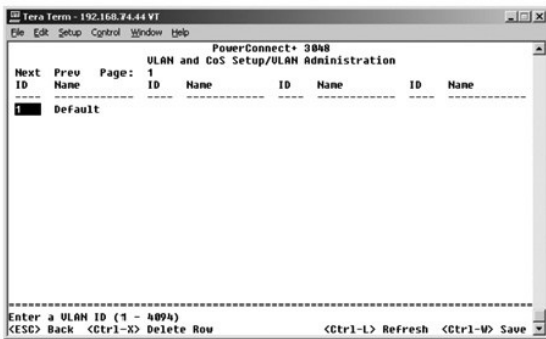 Tera Term - 192.168.74.44 VT
File Edit Setup Control Window Help
PowerConnect+ 3048
VLAN and CoS Setup/VLAN Administration
Next Prev Page: 1
ID Name ID Name ID Name ID Name
---- ------------ ---- ------------ ---- ------------ ---- ------------
1 Default
Enter a VLAN ID (1 - 4094)
<ESC> Back <Ctrl-X> Delete Row <Ctrl-L> Refresh <Ctrl-W> Save